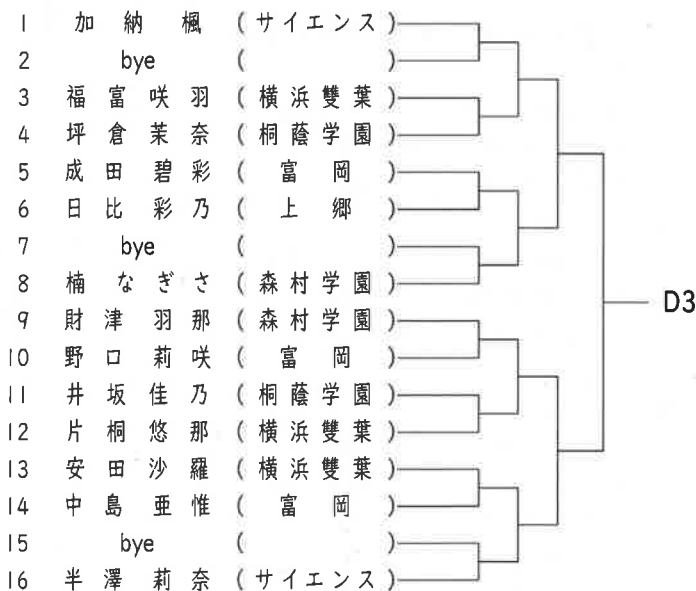 1 加納 楓 (サイエンス)
2 bye ( )
3 福富咲羽 (横浜雙葉)
4 坪倉茉奈 (桐蔭学園)
5 成田碧彩 (富岡)
6 日比彩乃 (上郷)
7 bye ( )
8 楠なぎさ (森村学園)
9 財津羽那 (森村学園)
10 野口莉咲 (富岡)
11 井坂佳乃 (桐蔭学園)
12 片桐悠那 (横浜雙葉)
13 安田沙羅 (横浜雙葉)
14 中島亜惟 (富岡)
15 bye ( )
16 半澤莉奈 (サイエンス)
D3